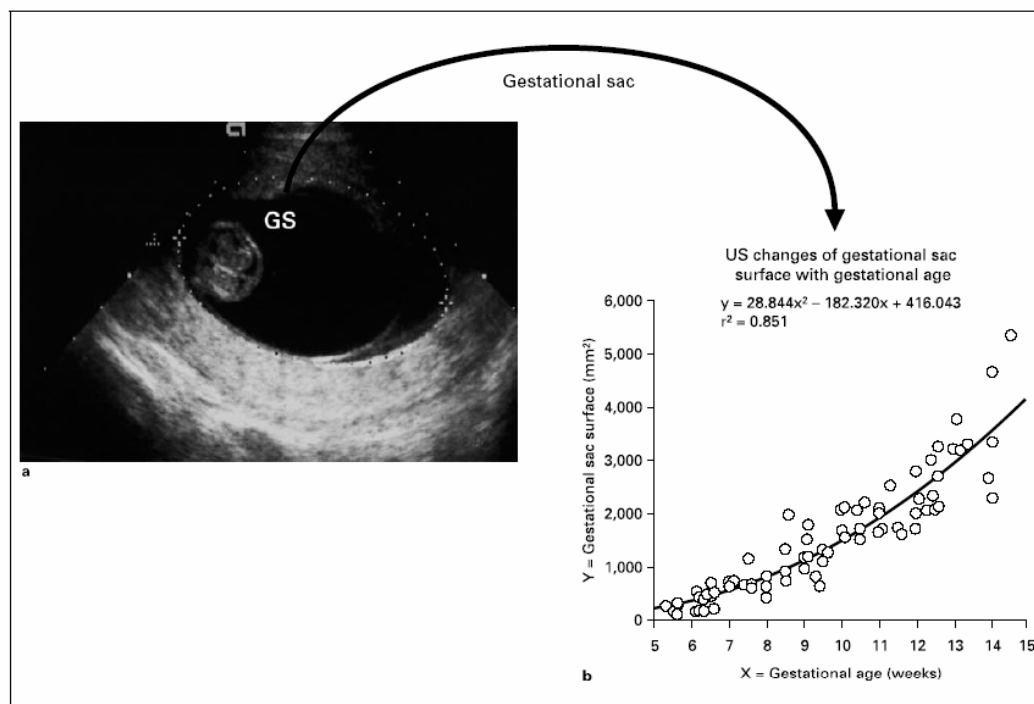 Gestational sac
GS
a
US changes of gestational sac
surface with gestational age
y = 28.844x² – 182.320x + 416.043
r² = 0.851
Y = Gestational sac surface (mm²)
6,000
5,000
4,000
3,000
2,000
1,000
0
5 6 7 8 9 10 11 12 13 14 15
X = Gestational age (weeks)
b